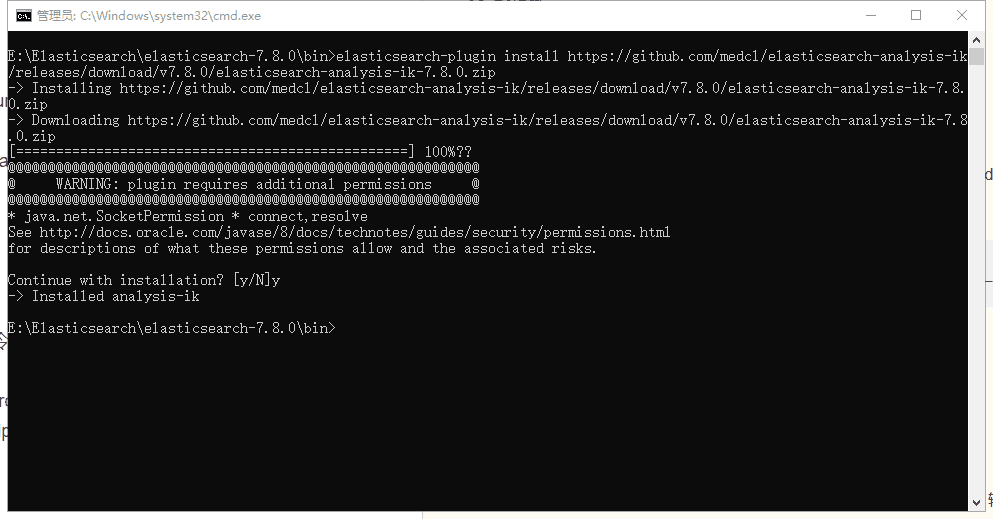 管理员: C:\Windows\system32\cmd.exe
E:\Elasticsearch\elasticsearch-7.8.0\bin>elasticsearch-plugin install https://github.com/medcl/elasticsearch-analysis-ik
/releases/download/v7.8.0/elasticsearch-analysis-ik-7.8.0.zip
-> Installing https://github.com/medcl/elasticsearch-analysis-ik/releases/download/v7.8.0/elasticsearch-analysis-ik-7.8.
0.zip
-> Downloading https://github.com/medcl/elasticsearch-analysis-ik/releases/download/v7.8.0/elasticsearch-analysis-ik-7.8
.0.zip
[=================================================] 100%??
@@@@@@@@@@@@@@@@@@@@@@@@@@@@@@@@@@@@@@@@@@@@@@@@@@@@@@@@@@@
@     WARNING: plugin requires additional permissions     @
@@@@@@@@@@@@@@@@@@@@@@@@@@@@@@@@@@@@@@@@@@@@@@@@@@@@@@@@@@@
* java.net.SocketPermission * connect,resolve
See http://docs.oracle.com/javase/8/docs/technotes/guides/security/permissions.html
for descriptions of what these permissions allow and the associated risks.
Continue with installation? [y/N]y
-> Installed analysis-ik
E:\Elasticsearch\elasticsearch-7.8.0\bin>